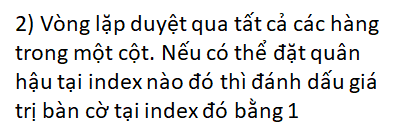 2) Vòng lặp duyệt qua tất cả các hàng
trong một cột. Nếu có thể đặt quân
hậu tại index nào đó thì đánh dấu giá
trị bàn cờ tại index đó bằng 1